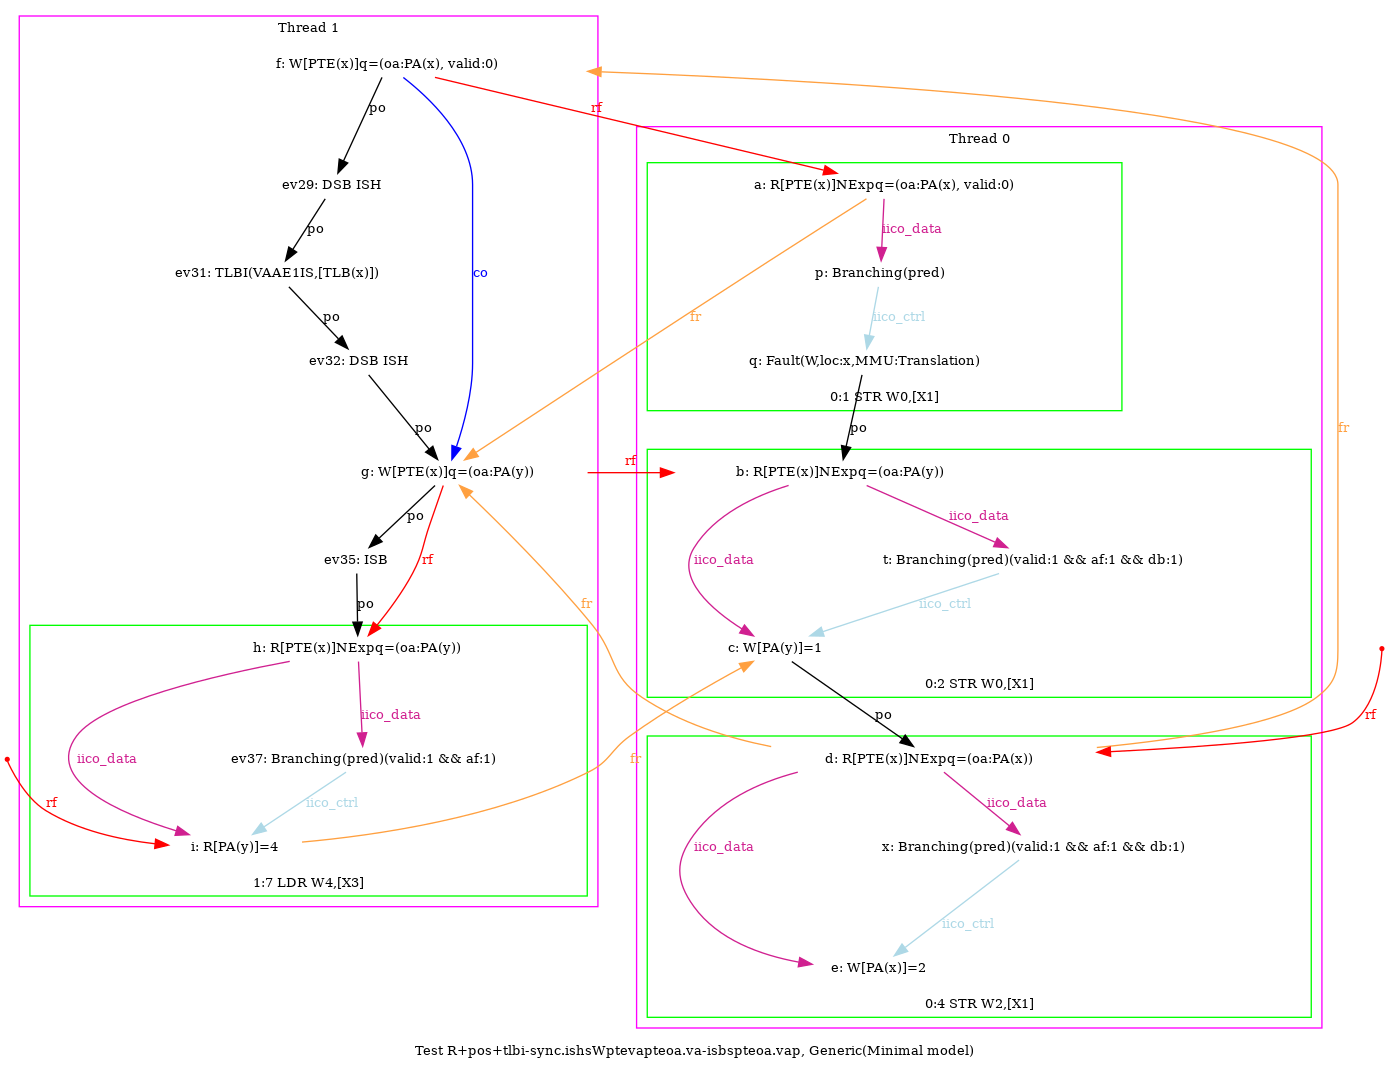 Thread 1
f: W[PTE(x)]q=(oa:PA(x), valid:0)
po
rf
Thread 0
ev29: DSB ISH
a: R[PTE(x)]NExpq=(oa:PA(x), valid:0)
po
iico_data
ev31: TLBI(VAAE1IS,[TLB(x)])
co
p: Branching(pred)
po
fr
iico_ctrl
ev32: DSB ISH
q: Fault(W,loc:x,MMU:Translation)
0:1 STR W0,[X1]
po
po
fr
rf
g: W[PTE(x)]q=(oa:PA(y))
b: R[PTE(x)]NExpq=(oa:PA(y))
po
iico_data
ev35: ISB
rf
iico_data
t: Branching(pred)(valid:1 && af:1 && db:1)
po
fr
iico_ctrl
h: R[PTE(x)]NExpq=(oa:PA(y))
c: W[PA(y)]=1
0:2 STR W0,[X1]
iico_data
po
rf
iico_data
ev37: Branching(pred)(valid:1 && af:1)
fr
d: R[PTE(x)]NExpq=(oa:PA(x))
rf
iico_ctrl
iico_data
i: R[PA(y)]=4
iico_data
x: Branching(pred)(valid:1 && af:1 && db:1)
1:7 LDR W4,[X3]
iico_ctrl
e: W[PA(x)]=2
0:4 STR W2,[X1]
Test R+pos+tlbi-sync.ishsWptevapteoa.va-isbspteoa.vap, Generic(Minimal model)